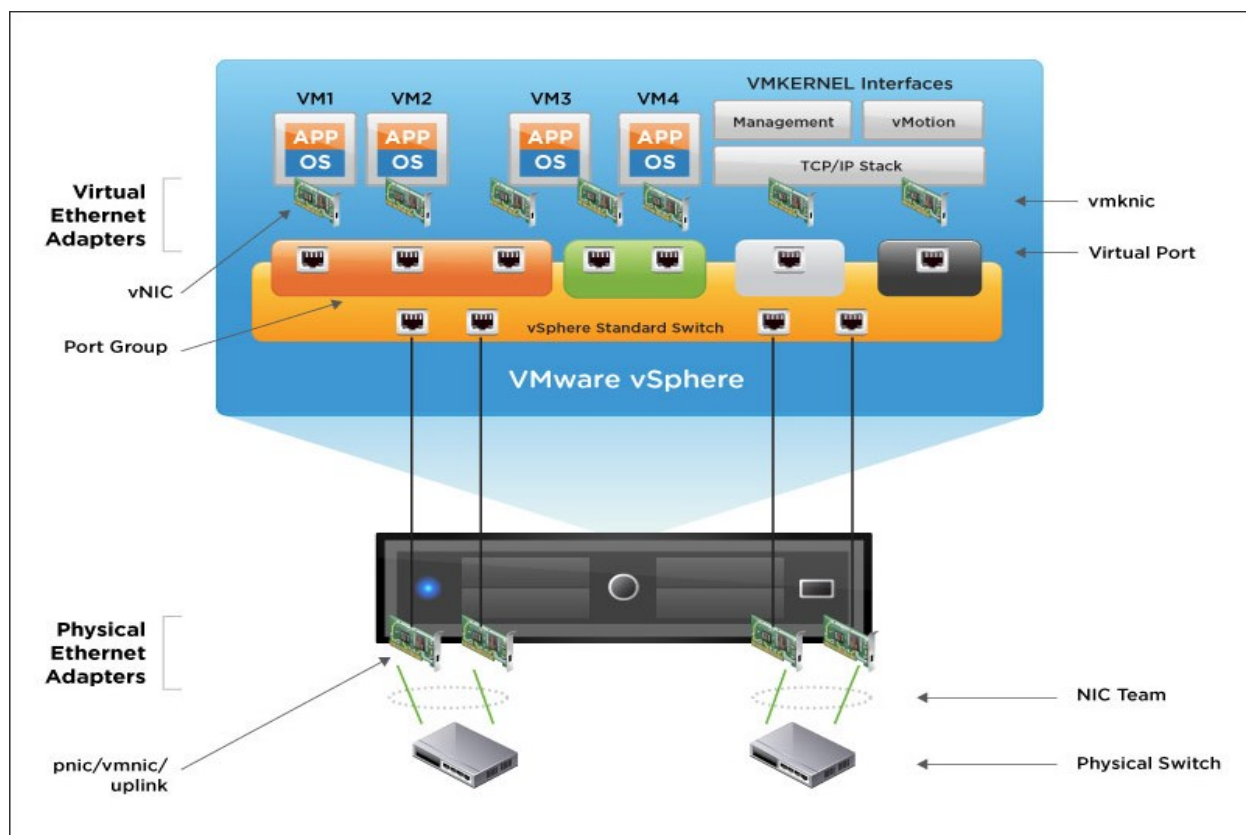 VMKERNEL Interfaces
VM1
VM2
VM3
VM4
Management
vMotion
APP
OS
APP
OS
APP
OS
APP
OS
TCP/IP Stack
Virtual
Ethernet
Adapters
vmknic
Virtual Port
vNIC
Port Group
vSphere Standard Switch
VMware vSphere
Physical
Ethernet
Adapters
NIC Team
pnic/vmnic/
uplink
Physical Switch